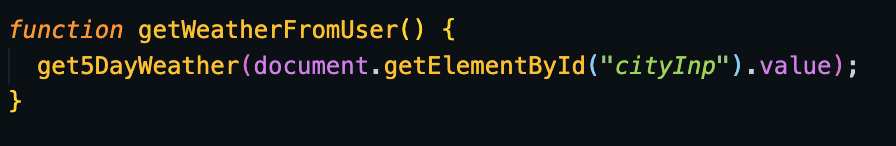 function getWeatherFromUser() {
  get5DayWeather(document.getElementById("cityInp").value);
}